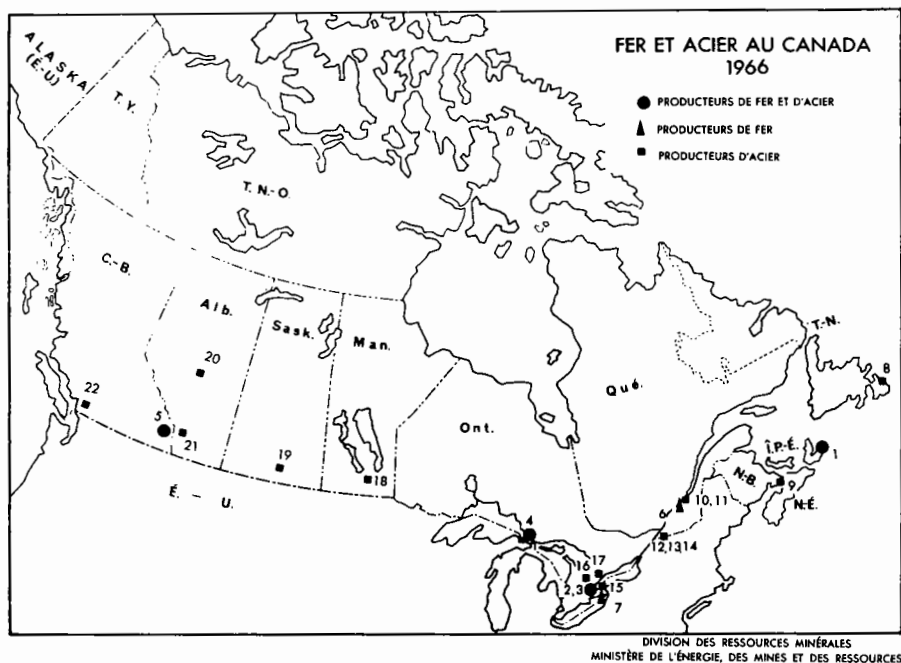 FER ET ACIER AU CANADA
1966
PRODUCTEURS DE FER ET D'ACIER
PRODUCTEURS DE FER
PRODUCTEURS D'ACIER
ALASKA
(É.-U)
T. Y.
T. N.-O.
C.-B.
Alb.
Sask.
Man.
Ont.
Qué.
T.-N.
Î.P.-É.
N.-B.
N.-É.
É. - U.
20
22
5
21
19
18
8
1
9
10, 11
6
4
12,13,14
17
16
2,3
15
7
DIVISION DES RESSOURCES MINÉRALES
MINISTÈRE DE L'ÉNERGIE, DES MINES ET DES RESSOURCES